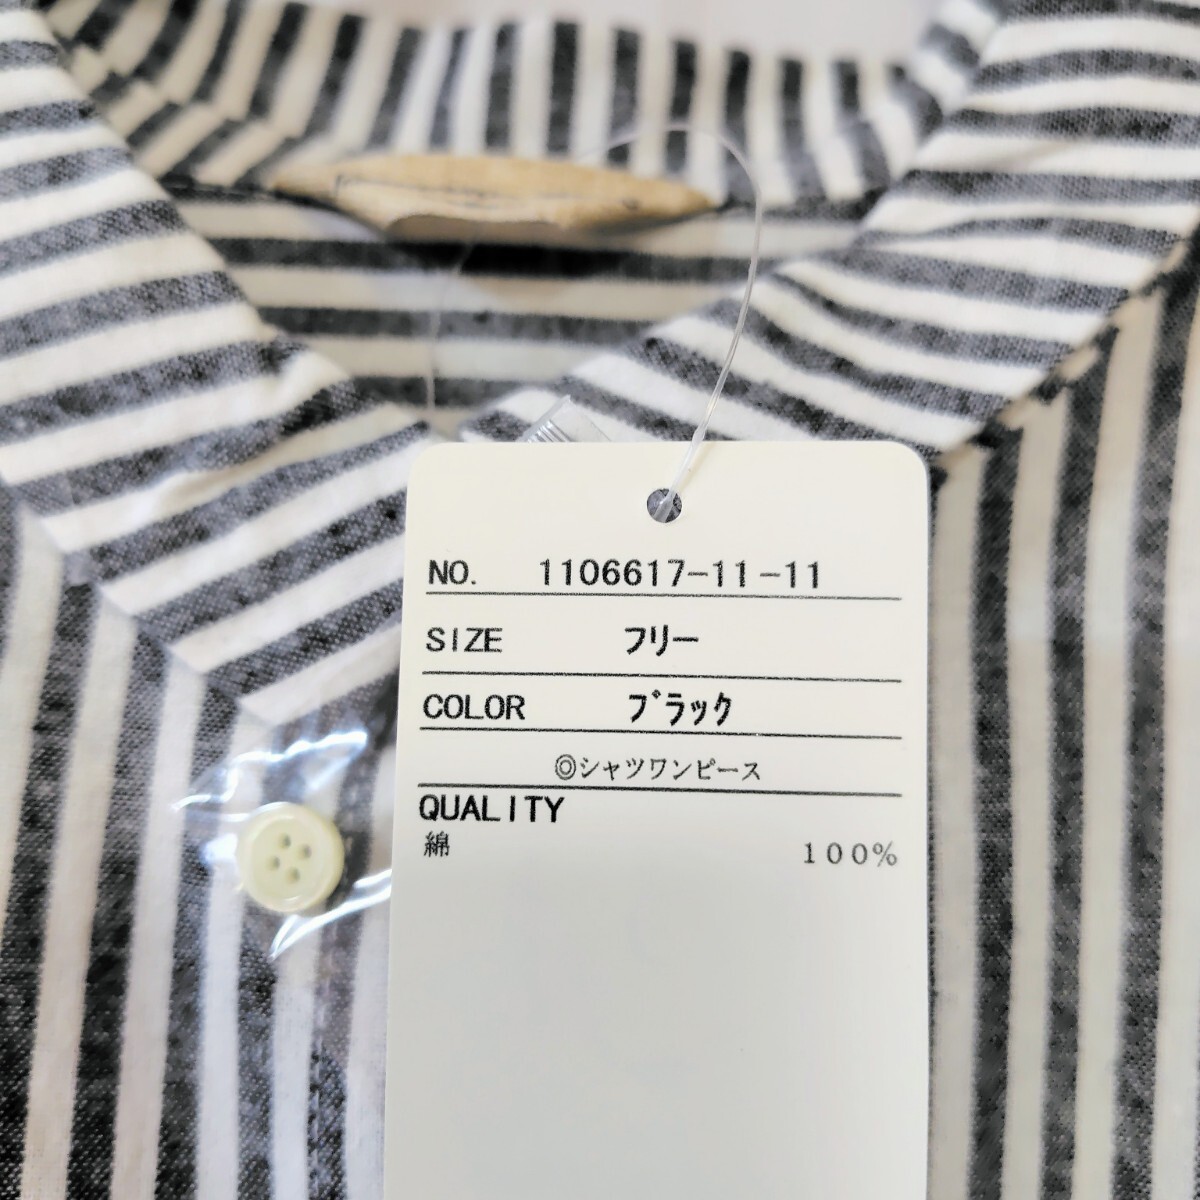 NO. 1106617-11-11
SIZE フリー
COLOR ブラック
◎シャツワンピース
QUALITY
綿 100%